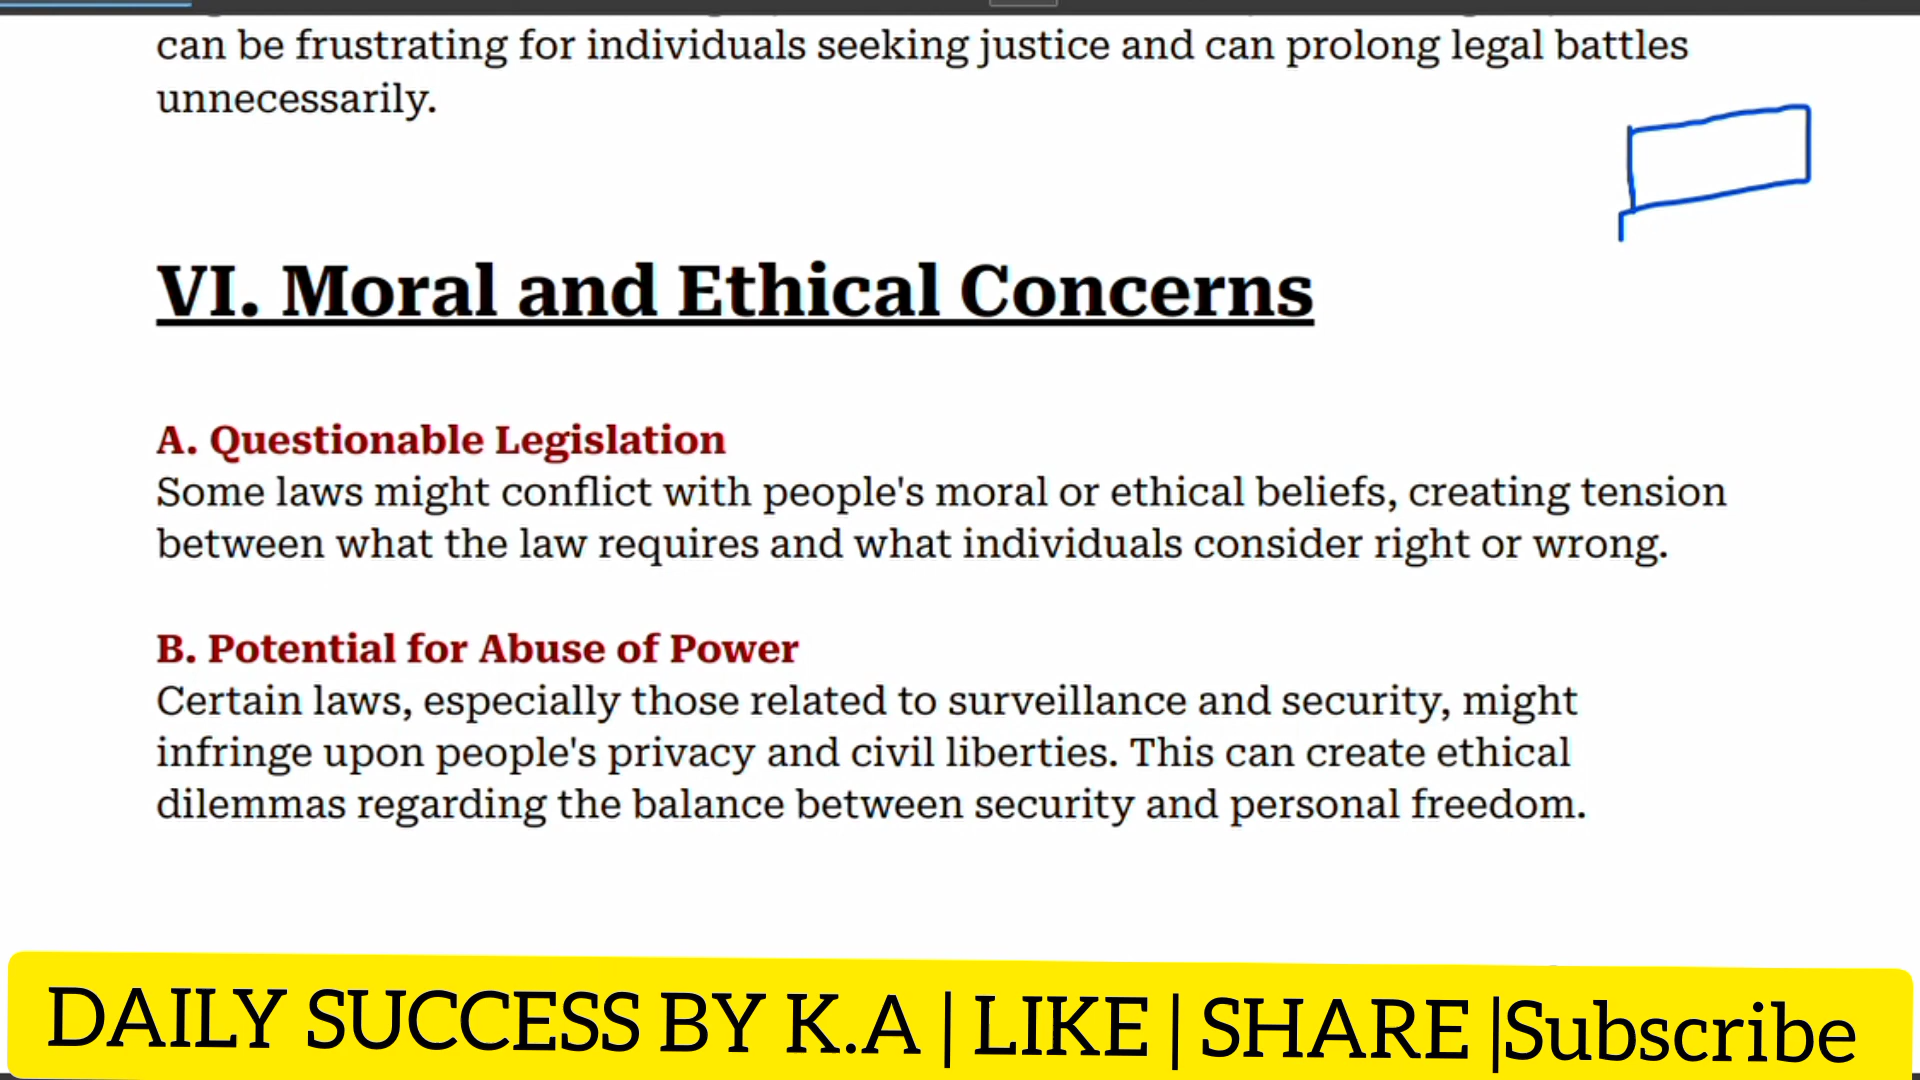 can be frustrating for individuals seeking justice and can prolong legal battles
unnecessarily.
VI. Moral and Ethical Concerns
A. Questionable Legislation
Some laws might conflict with people's moral or ethical beliefs, creating tension
between what the law requires and what individuals consider right or wrong.
B. Potential for Abuse of Power
Certain laws, especially those related to surveillance and security, might
infringe upon people's privacy and civil liberties. This can create ethical
dilemmas regarding the balance between security and personal freedom.
DAILY SUCCESS BY K.A | LIKE | SHARE |Subscribe